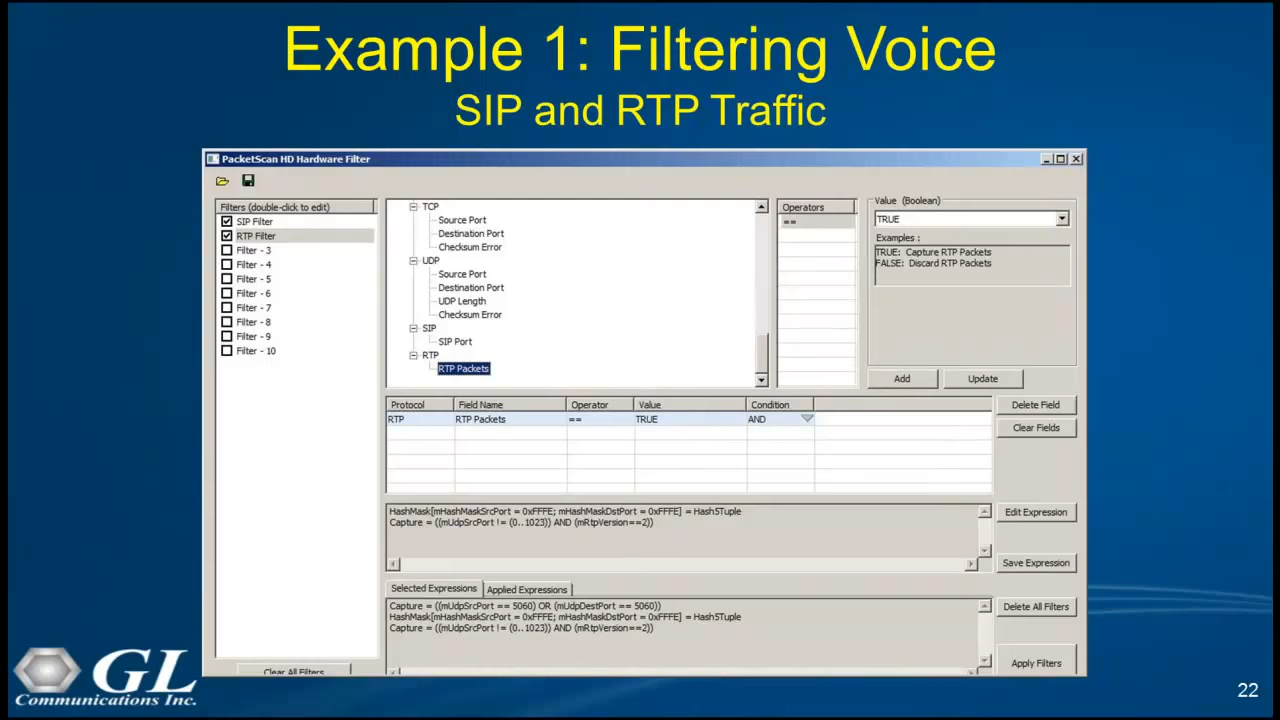 Example 1: Filtering Voice
SIP and RTP Traffic
PacketScan HD Hardware Filter
Filters (double-click to edit)
SIP Filter
RTP Filter
Filter - 3
Filter - 4
Filter - 5
Filter - 6
Filter - 7
Filter - 8
Filter - 9
Filter - 10
Clear All Filters
TCP
Source Port
Destination Port
Checksum Error
UDP
Source Port
Destination Port
UDP Length
Checksum Error
SIP
SIP Port
RTP
RTP Packets
Operators
==
Value (Boolean)
TRUE
Examples :
TRUE: Capture RTP Packets
FALSE: Discard RTP Packets
Add Update
Protocol Field Name Operator Value Condition
RTP RTP Packets == TRUE AND
Delete Field
Clear Fields
HashMask[mHashMaskSrcPort = 0xFFFE; mHashMaskDstPort = 0xFFFE] = Hash5Tuple
Capture = ((mUdpSrcPort != (0..1023)) AND (mRtpVersion==2))
Edit Expression
Save Expression
Selected Expressions Applied Expressions
Capture = ((mUdpSrcPort == 5060) OR (mUdpDestPort == 5060))
HashMask[mHashMaskSrcPort = 0xFFFE; mHashMaskDstPort = 0xFFFE] = Hash5Tuple
Capture = ((mUdpSrcPort != (0..1023)) AND (mRtpVersion==2))
Delete All Filters
Apply Filters
GL
Communications Inc.
22